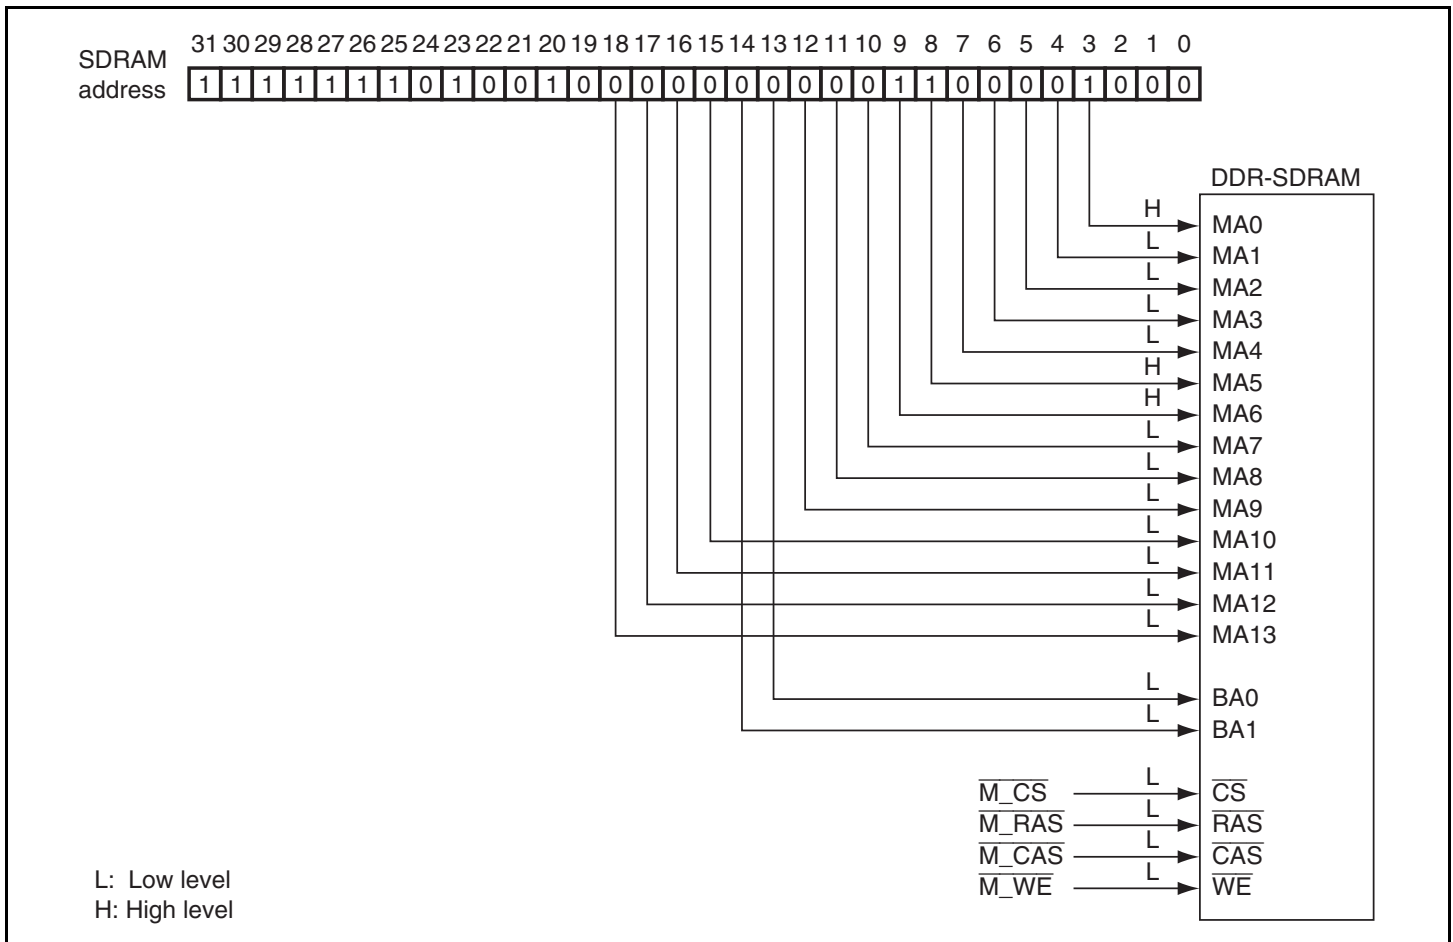 31 30 29 28 27 26 25 24 23 22 21 20 19 18 17 16 15 14 13 12 11 10 9 8 7 6 5 4 3 2 1 0
SDRAM
address
1 1 1 1 1 1 1 0 1 0 0 1 0 0 0 0 0 0 0 0 0 0 1 1 0 0 0 0 1 0 0 0
DDR-SDRAM
H MA0
L MA1
L MA2
L MA3
L MA4
H MA5
H MA6
L MA7
L MA8
L MA9
L MA10
L MA11
L MA12
L MA13
L BA0
L BA1
M_CS L CS
M_RAS L RAS
M_CAS L CAS
M_WE L WE
L: Low level
H: High level